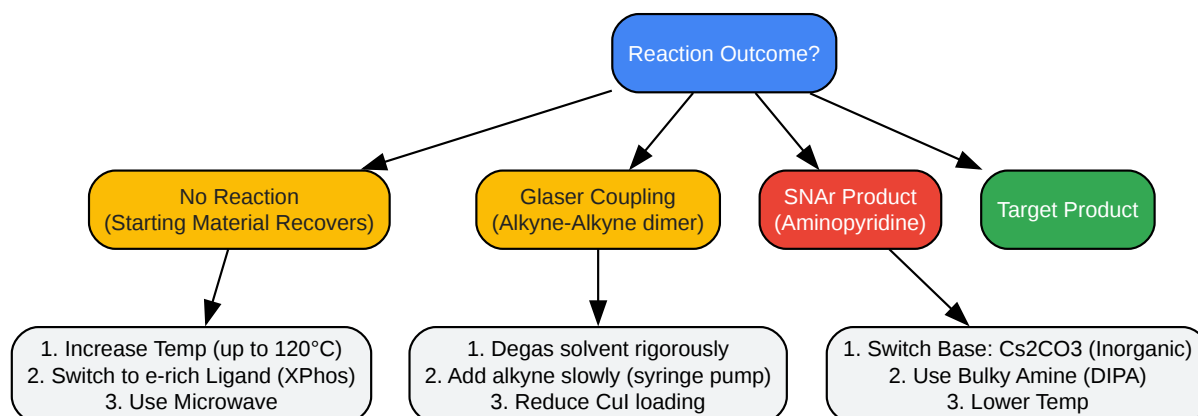 Reaction Outcome?
No Reaction
(Starting Material Recovers)
Glaser Coupling
(Alkyne-Alkyne dimer)
SNAr Product
(Aminopyridine)
Target Product
1. Increase Temp (up to 120°C)
2. Switch to e-rich Ligand (XPhos)
3. Use Microwave
1. Degas solvent rigorously
2. Add alkyne slowly (syringe pump)
3. Reduce CuI loading
1. Switch Base: Cs2CO3 (Inorganic)
2. Use Bulky Amine (DIPA)
3. Lower Temp